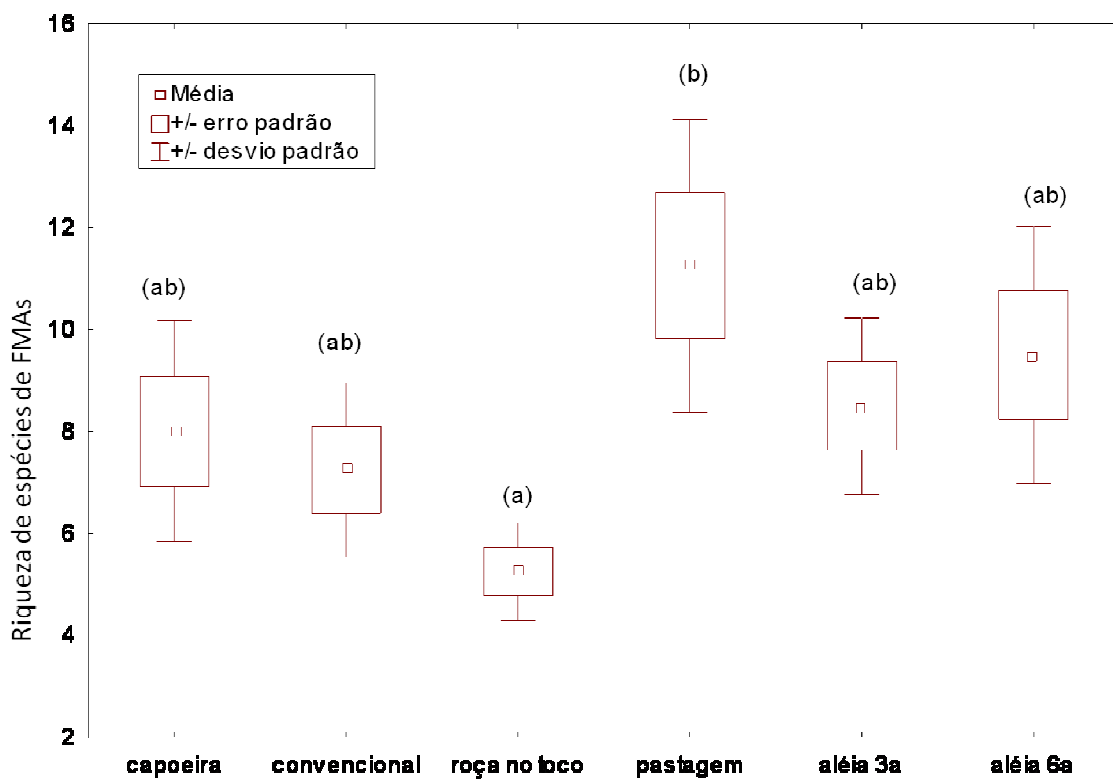 16
14
12
10
8
6
4
2
Riqueza de espécies de FMAs
Média
+/- erro padrão
+/- desvio padrão
(ab)
(ab)
(a)
(b)
(ab)
(ab)
capoeira
convencional
roça no toco
pastagem
aléia 3a
aléia 6a